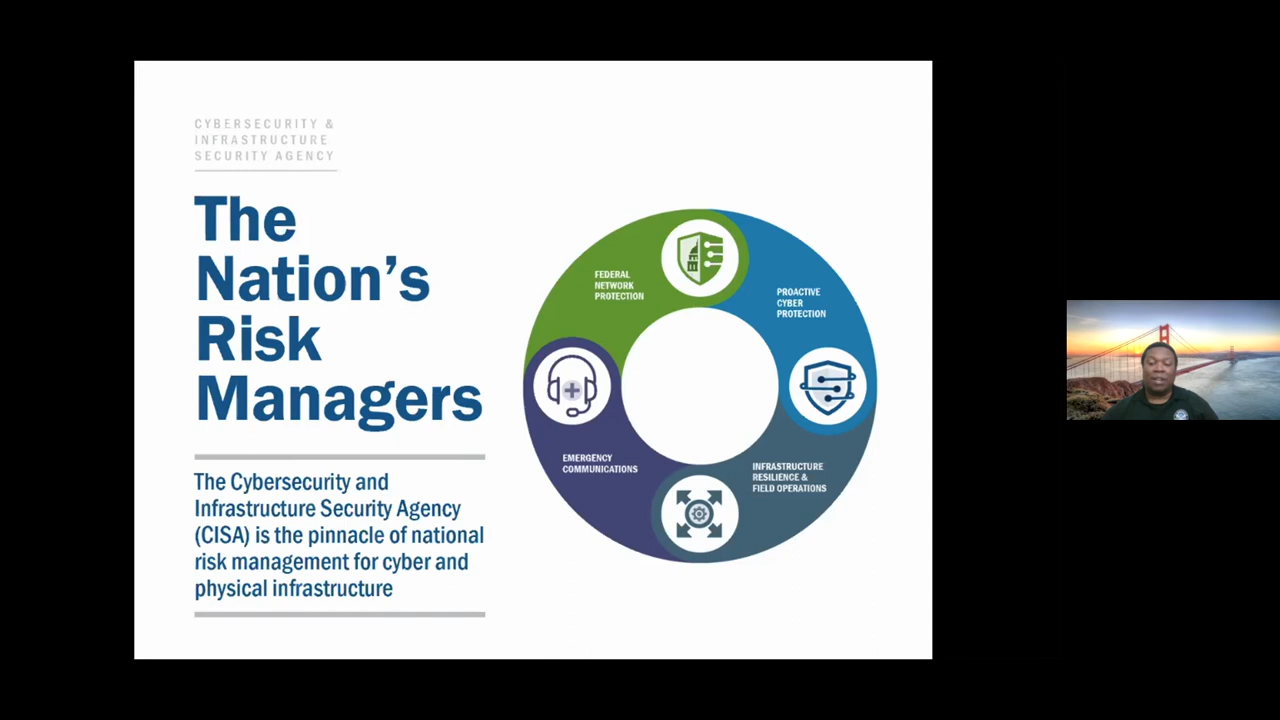 CYBERSECURITY &
INFRASTRUCTURE
SECURITY AGENCY
The
Nation’s
Risk
Managers
The Cybersecurity and
Infrastructure Security Agency
(CISA) is the pinnacle of national
risk management for cyber and
physical infrastructure
FEDERAL
NETWORK
PROTECTION
PROACTIVE
CYBER
PROTECTION
EMERGENCY
COMMUNICATIONS
INFRASTRUCTURE
RESILIENCE &
FIELD OPERATIONS